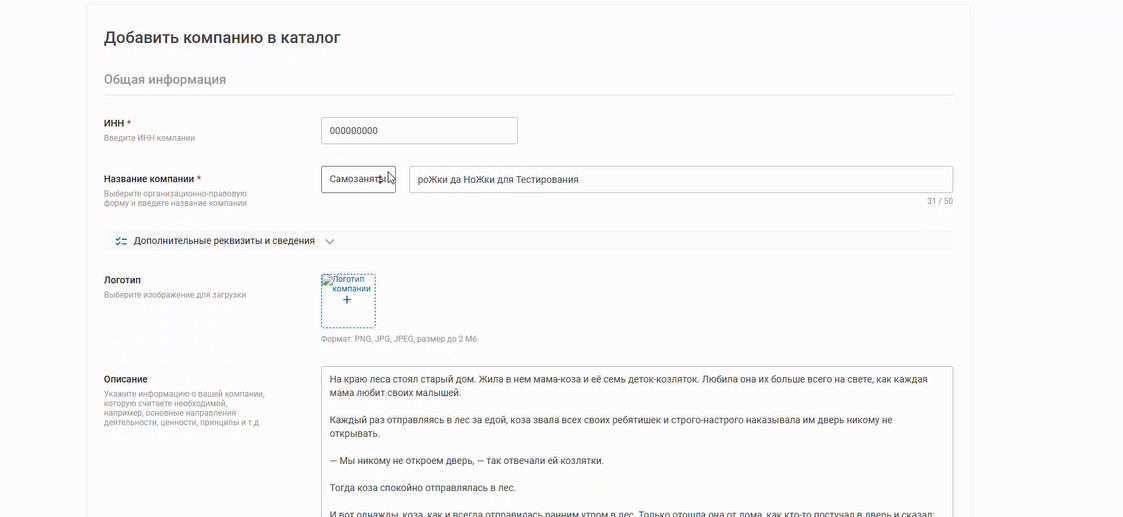 Добавить компанию в каталог
Общая информация
ИНН *
Введите ИНН компании
000000000
Название компании *
Выберите организационно-правовую
форму и введите название компании
роЖки да НоЖки для Тестирования
31 / 50
Дополнительные реквизиты и сведения
Логотип
Выберите изображение для загрузки
Логотип
компании
+
Формат: PNG, JPG, JPEG, размер до 2 Мб
Описание
Укажите информацию о вашей компании,
которую считаете необходимой,
например, основные направления
деятельности, ценности, принципы и т.д
На краю леса стоял старый дом. Жила в нем мама-коза и её семь деток-козляток. Любила она их больше всего на свете, как каждая
мама любит своих малышей.
Каждый раз отправляясь в лес за едой, коза звала всех своих ребятишек и строго-настрого наказывала им дверь никому не
открывать.
— Мы никому не откроем дверь, — так отвечали ей козлятки.
Тогда коза спокойно отправлялась в лес.
И вот однажды, коза, как и всегда отправилась ранним утром в лес. Только отошла она от дома, как кто-то постучал в дверь и сказал: